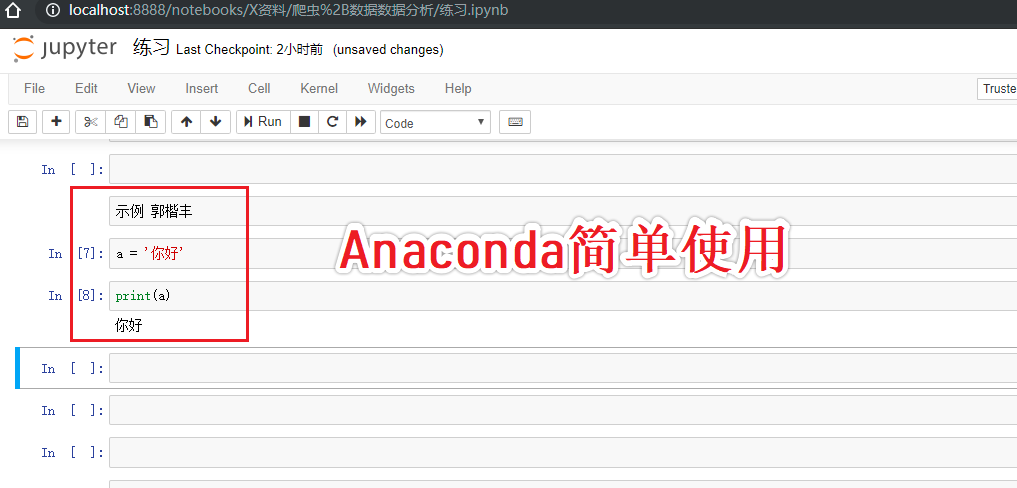 localhost:8888/notebooks/X资料/爬虫%2B数据数据分析/练习.ipynb
jupyter 练习 Last Checkpoint: 2小时前 (unsaved changes)
File Edit View Insert Cell Kernel Widgets Help Truste
Run Code
In [ ]:
示例 郭楷丰
In [7]: a = '你好'
In [8]: print(a)
你好
Anaconda简单使用
In [ ]:
In [ ]:
In [ ]: